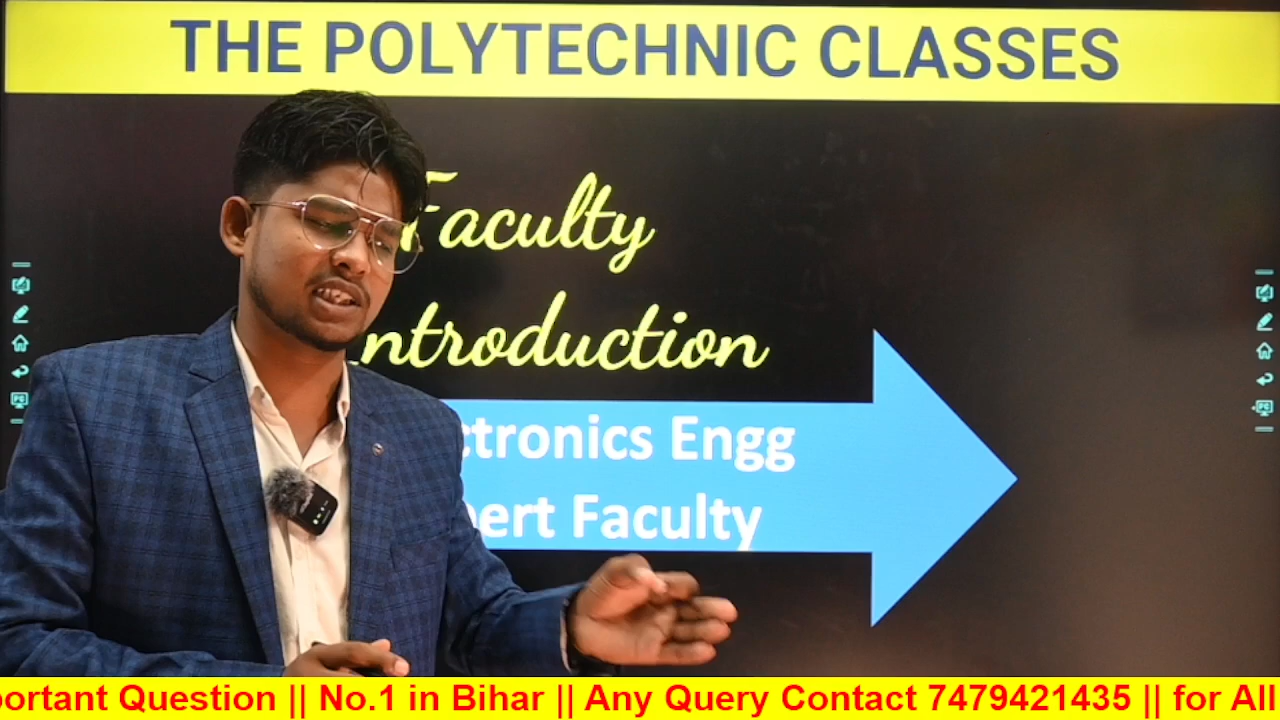 THE POLYTECHNIC CLASSES
Faculty
ntroduction
ctronics Engg
pert Faculty
portant Question || No.1 in Bihar || Any Query Contact 7479421435 || for All